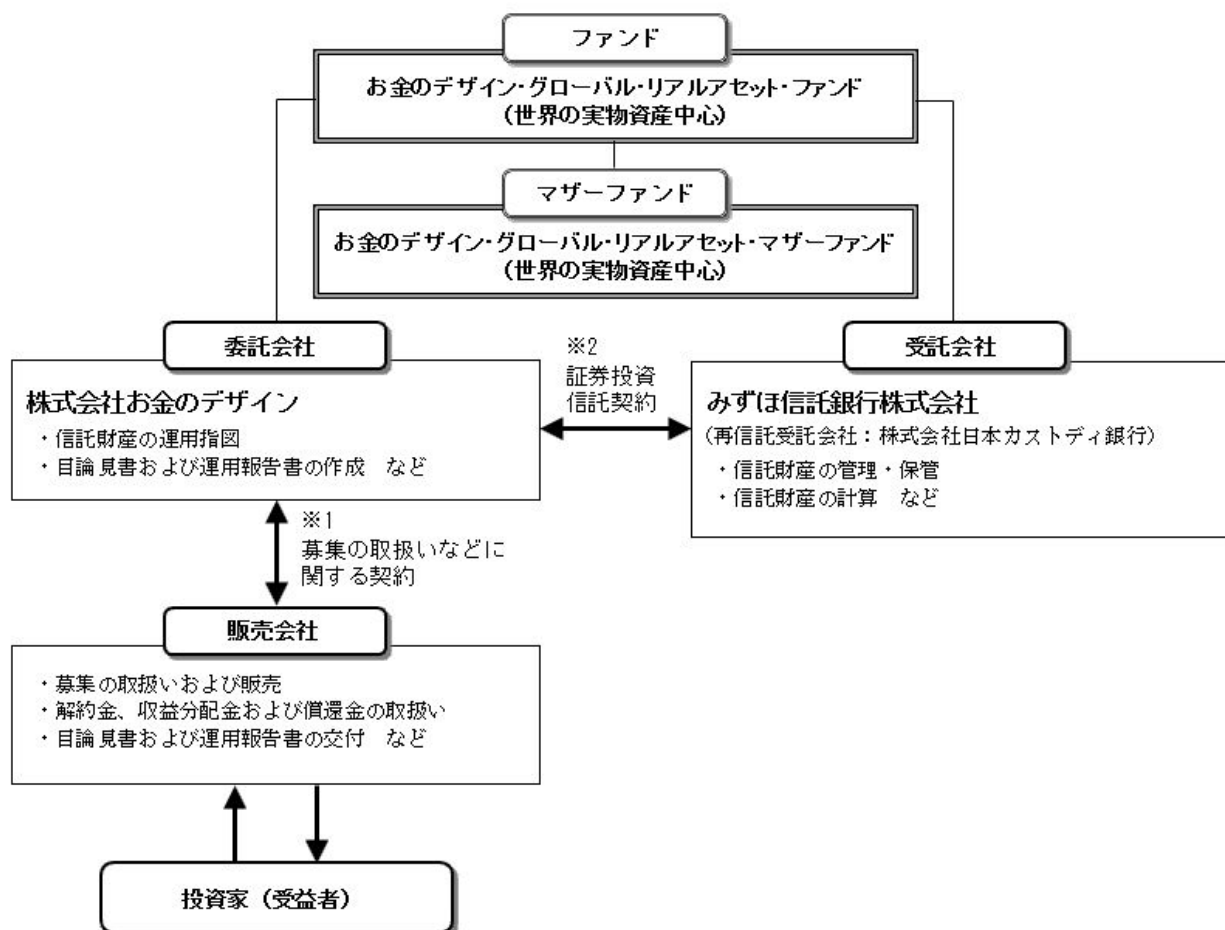 ファンド
お金のデザイン・グローバル・リアルアセット・ファンド
(世界の実物資産中心)
マザーファンド
お金のデザイン・グローバル・リアルアセット・マザーファンド
(世界の実物資産中心)
委託会社
株式会社お金のデザイン
・信託財産の運用指図
・目論見書および運用報告書の作成 など
※2
証券投資
信託契約
受託会社
みずほ信託銀行株式会社
(再信託受託会社:株式会社日本カストディ銀行)
・信託財産の管理・保管
・信託財産の計算 など
※1
募集の取扱いなどに
関する契約
販売会社
・募集の取扱いおよび販売
・解約金、収益分配金および償還金の取扱い
・目論見書および運用報告書の交付 など
投資家(受益者)